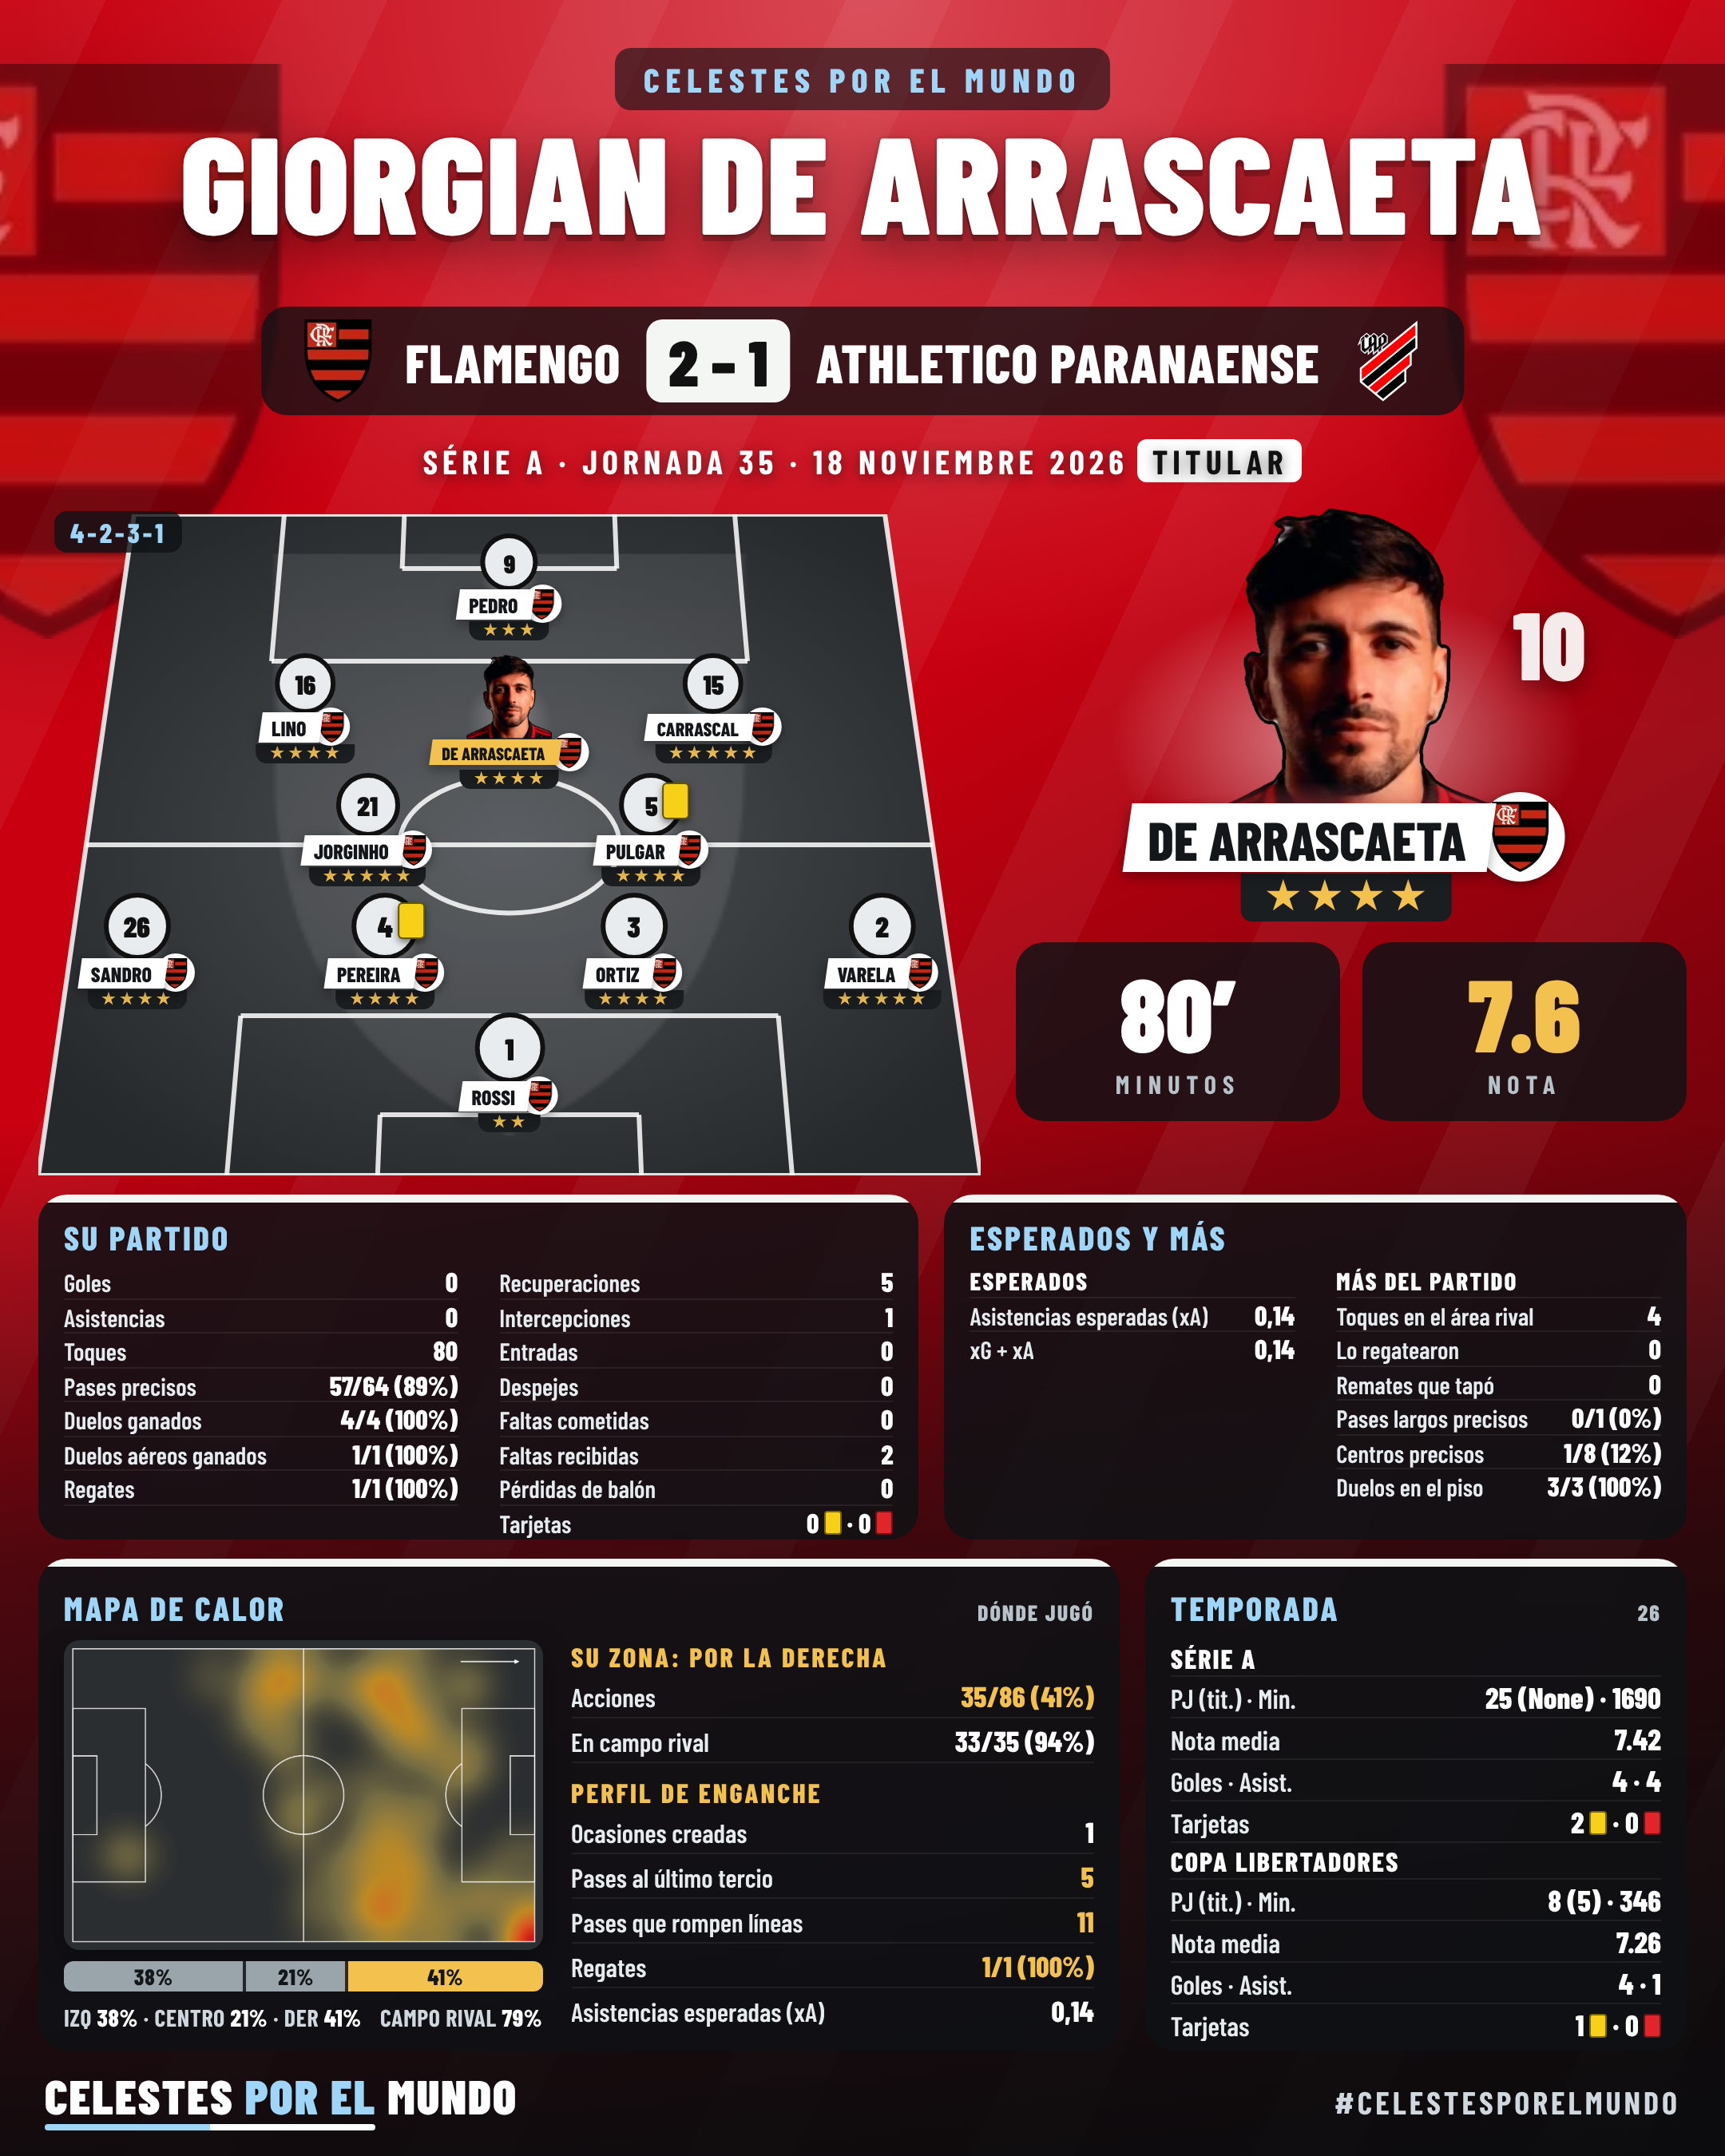 CELESTES POR EL MUNDO
GIORGIAN DE ARRASCAETA
FLAMENGO 2 - 1 ATHLETICO PARANAENSE
CAP
SÉRIE A · JORNADA 35 · 18 NOVIEMBRE 2026 TITULAR
4-2-3-1
9
PEDRO
16
LINO
DE ARRASCAETA
15
CARRASCAL
21
JORGINHO
5
PULGAR
26
SANDRO
4
PEREIRA
3
ORTIZ
2
VARELA
1
ROSSI
10
DE ARRASCAETA
80'
MINUTOS
7.6
NOTA
SU PARTIDO
Goles 0
Asistencias 0
Toques 80
Pases precisos 57/64 (89%)
Duelos ganados 4/4 (100%)
Duelos aéreos ganados 1/1 (100%)
Regates 1/1 (100%)
Recuperaciones 5
Intercepciones 1
Entradas 0
Despejes 0
Faltas cometidas 0
Faltas recibidas 2
Pérdidas de balón 0
Tarjetas 0 · 0
ESPERADOS Y MÁS
ESPERADOS
Asistencias esperadas (xA) 0,14
xG + xA 0,14
MÁS DEL PARTIDO
Toques en el área rival 4
Lo regatearon 0
Remates que tapó 0
Pases largos precisos 0/1 (0%)
Centros precisos 1/8 (12%)
Duelos en el piso 3/3 (100%)
MAPA DE CALOR
DÓNDE JUGÓ
38% 21% 41%
IZQ 38% · CENTRO 21% · DER 41% CAMPO RIVAL 79%
SU ZONA: POR LA DERECHA
Acciones 35/86 (41%)
En campo rival 33/35 (94%)
PERFIL DE ENGANCHE
Ocasiones creadas 1
Pases al último tercio 5
Pases que rompen líneas 11
Regates 1/1 (100%)
Asistencias esperadas (xA) 0,14
TEMPORADA 26
SÉRIE A
PJ (tit.) · Min. 25 (None) · 1690
Nota media 7.42
Goles · Asist. 4 · 4
Tarjetas 2 · 0
COPA LIBERTADORES
PJ (tit.) · Min. 8 (5) · 346
Nota media 7.26
Goles · Asist. 4 · 1
Tarjetas 1 · 0
CELESTES POR EL MUNDO
#CELESTESPORELMUNDO